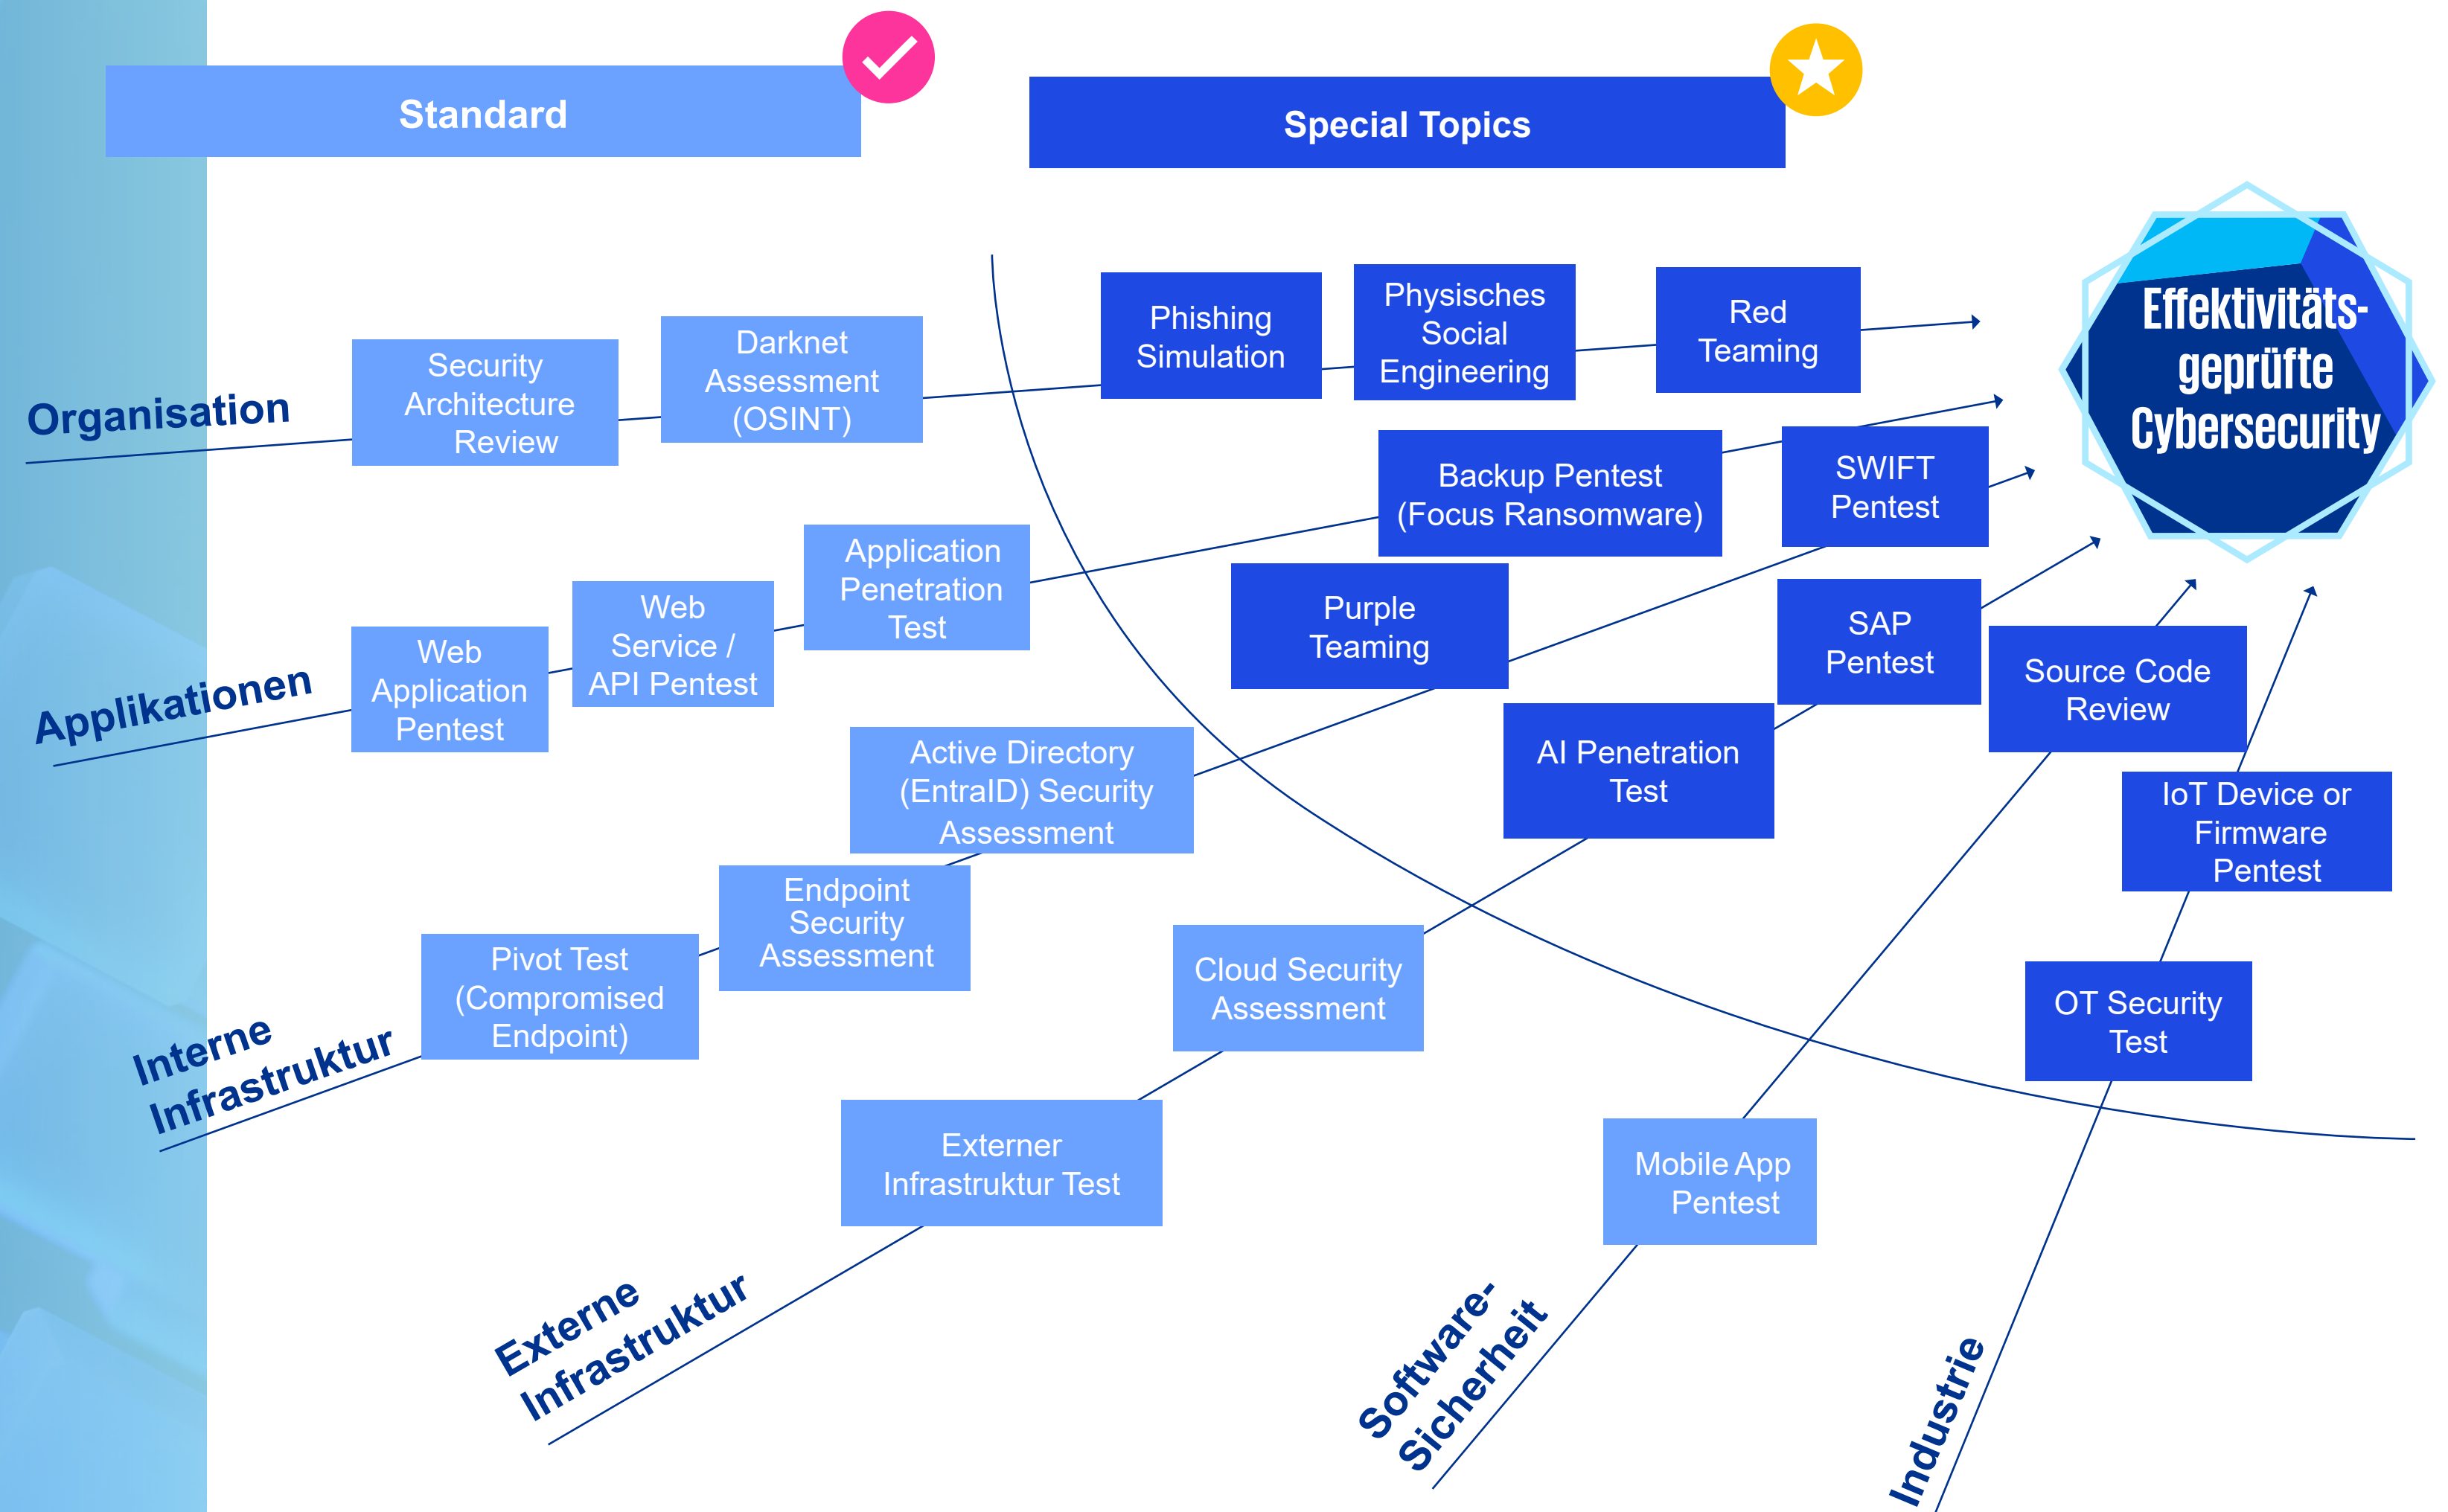 Standard
Special Topics
Effektivitäts-
geprüfte
Cybersecurity
Organisation
Security
Architecture
Review
Darknet
Assessment
(OSINT)
Phishing
Simulation
Physisches
Social
Engineering
Red
Teaming
Applikationen
Web
Application
Pentest
Web
Service /
API Pentest
Application
Penetration
Test
Backup Pentest
(Focus Ransomware)
SWIFT
Pentest
Interne
Infrastruktur
Pivot Test
(Compromised
Endpoint)
Endpoint
Security
Assessment
Active Directory
(EntraID) Security
Assessment
Purple
Teaming
Externe
Infrastruktur
Externer
Infrastruktur Test
Cloud Security
Assessment
AI Penetration
Test
SAP
Pentest
Software-
Sicherheit
Mobile App
Pentest
Source Code
Review
Industrie
OT Security
Test
IoT Device or
Firmware
Pentest